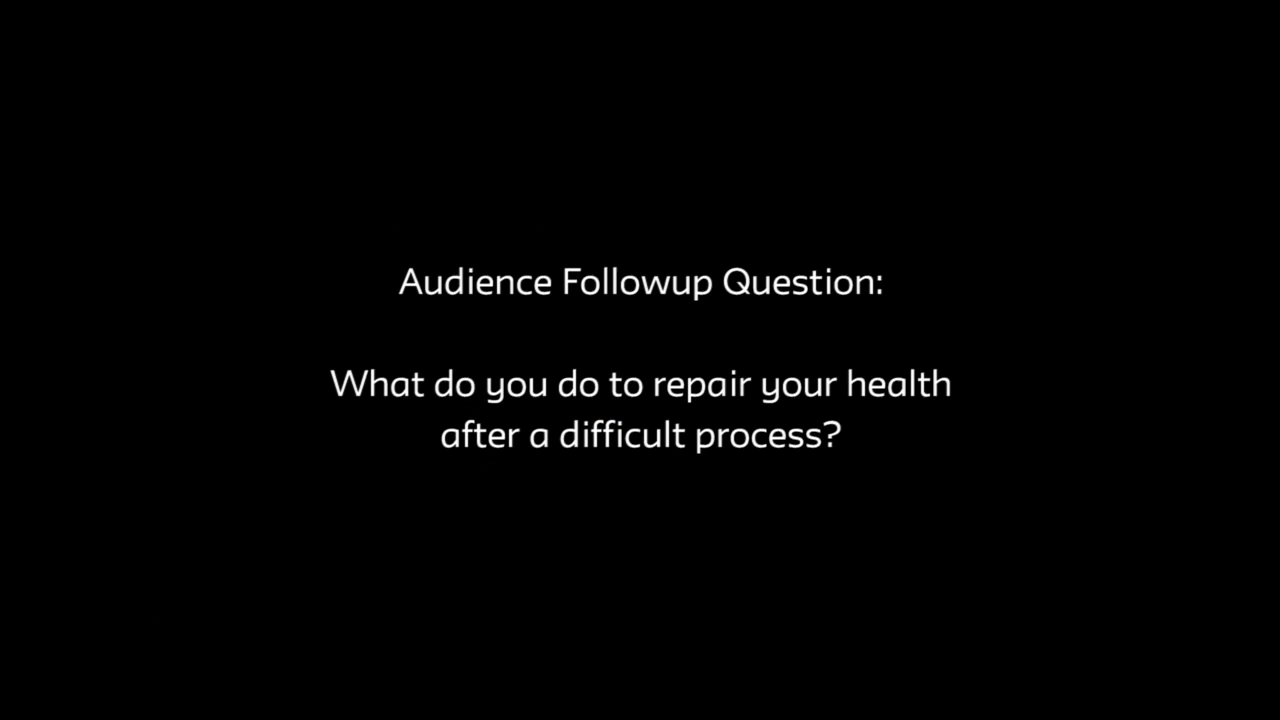 Audience Followup Question:
What do you do to repair your health
after a difficult process?